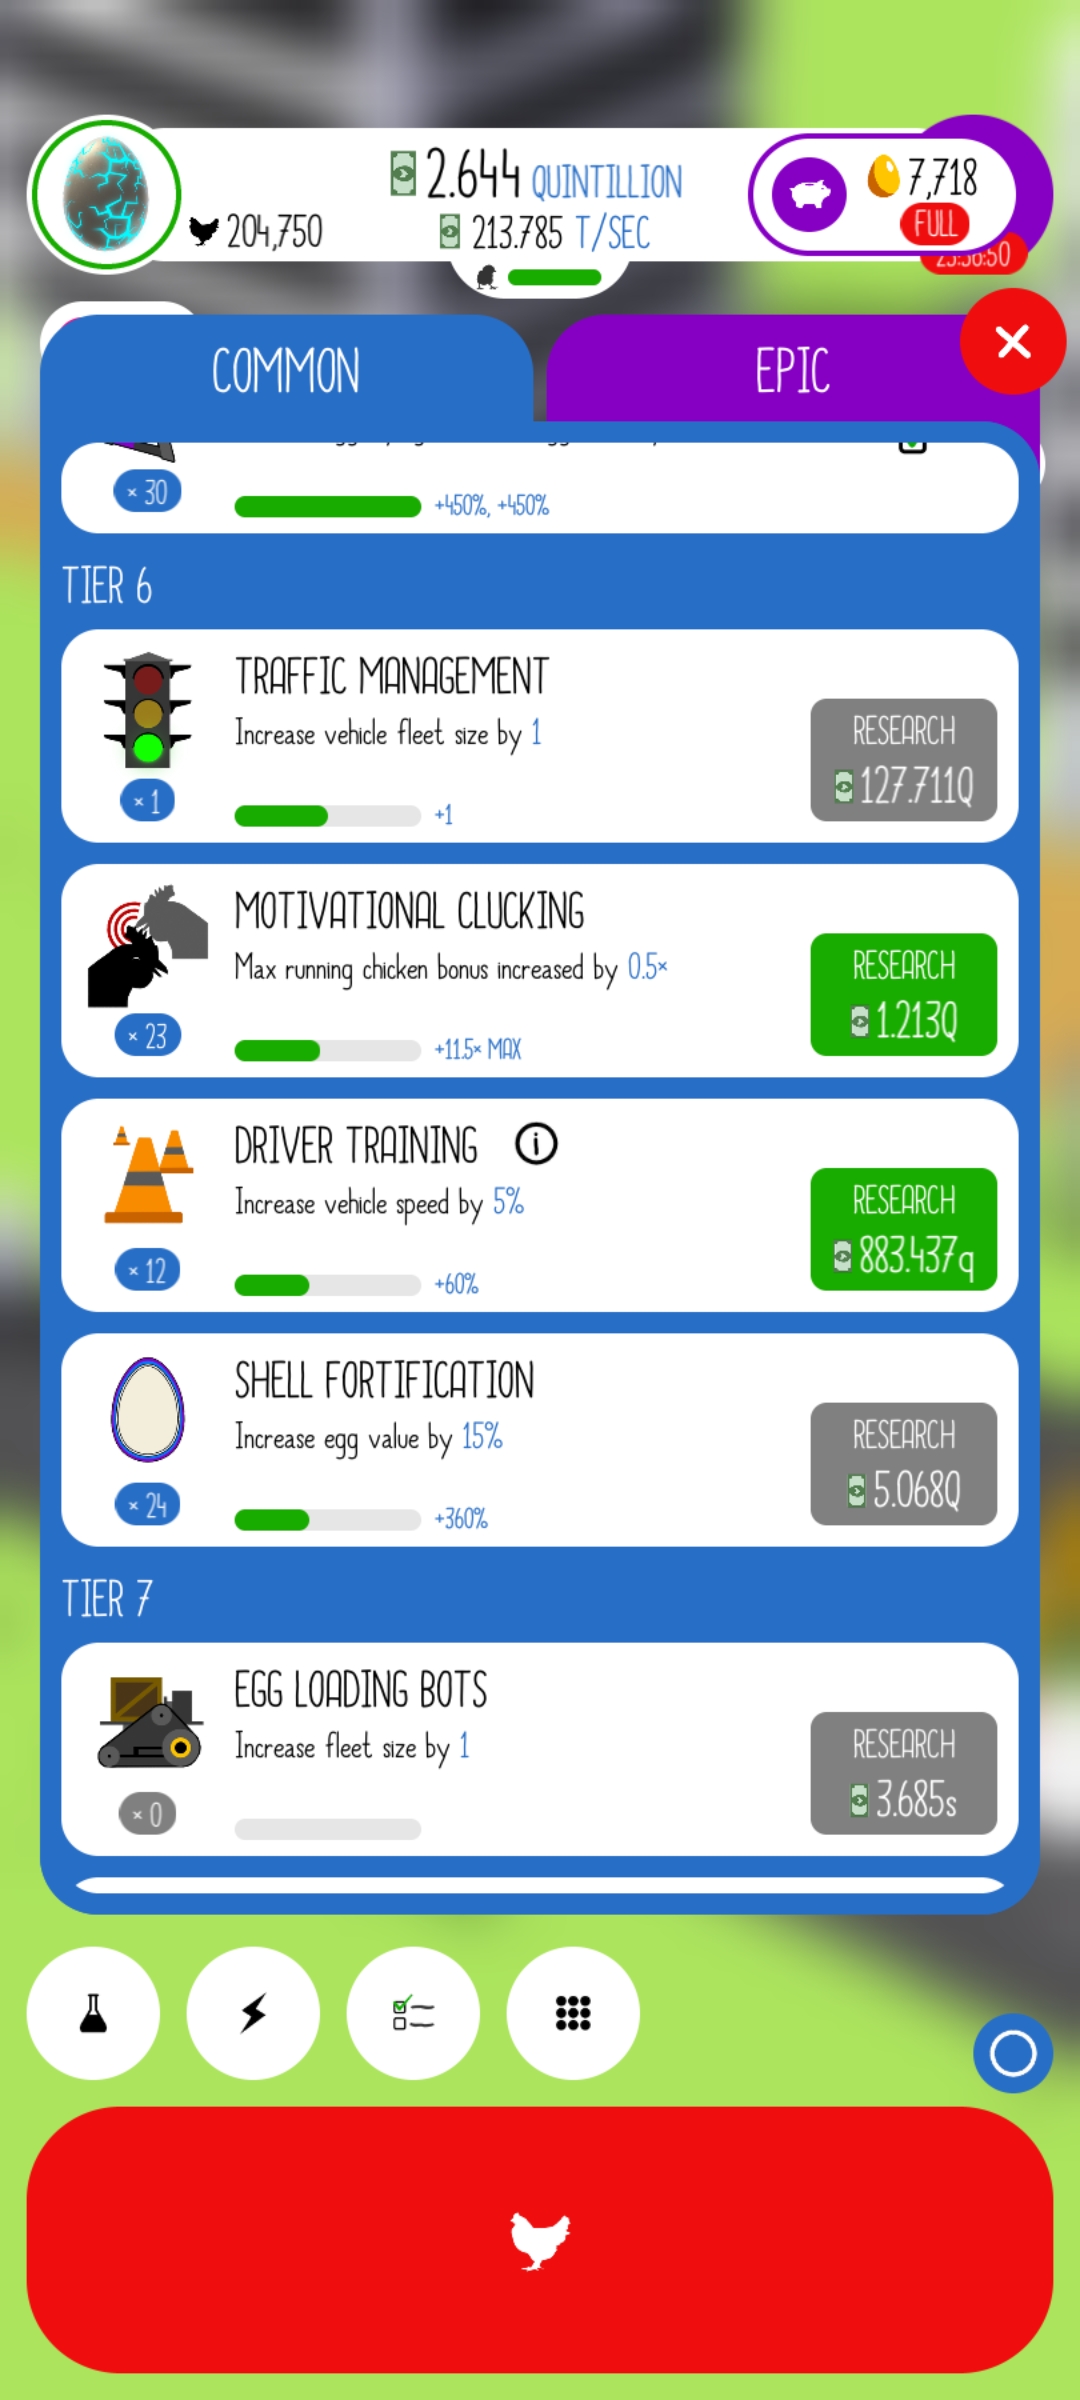 2.644 QUINTILLION
204,750
213.785 T/SEC
7,718
FULL
23:56:50
COMMON
EPIC
× 30
+450%, +450%
TIER 6
TRAFFIC MANAGEMENT
Increase vehicle fleet size by 1
× 1
+1
RESEARCH
127.711Q
MOTIVATIONAL CLUCKING
Max running chicken bonus increased by 0.5×
× 23
+11.5× MAX
RESEARCH
1.213Q
DRIVER TRAINING
i
Increase vehicle speed by 5%
× 12
+60%
RESEARCH
883.437q
SHELL FORTIFICATION
Increase egg value by 15%
× 24
+360%
RESEARCH
5.068Q
TIER 7
EGG LOADING BOTS
Increase fleet size by 1
× 0
RESEARCH
3.685s